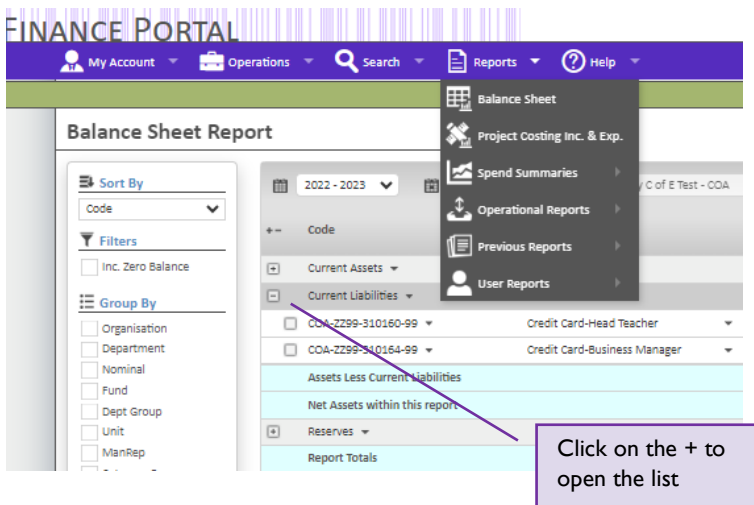 FINANCE PORTAL
My Account Operations Search Reports Help
Balance Sheet
Project Costing Inc. & Exp.
Spend Summaries
Operational Reports
Previous Reports
User Reports
Balance Sheet Report
Sort By
Code
Filters
Inc. Zero Balance
Group By
Organisation
Department
Nominal
Fund
Dept Group
Unit
ManRep
2022 - 2023
y C of E Test - COA
+ - Code
+ Current Assets
- Current Liabilities
COA-ZZ99-310160-99 Credit Card-Head Teacher
COA-ZZ99-310164-99 Credit Card-Business Manager
Assets Less Current Liabilities
Net Assets within this report
+ Reserves
Report Totals
Click on the + to
open the list